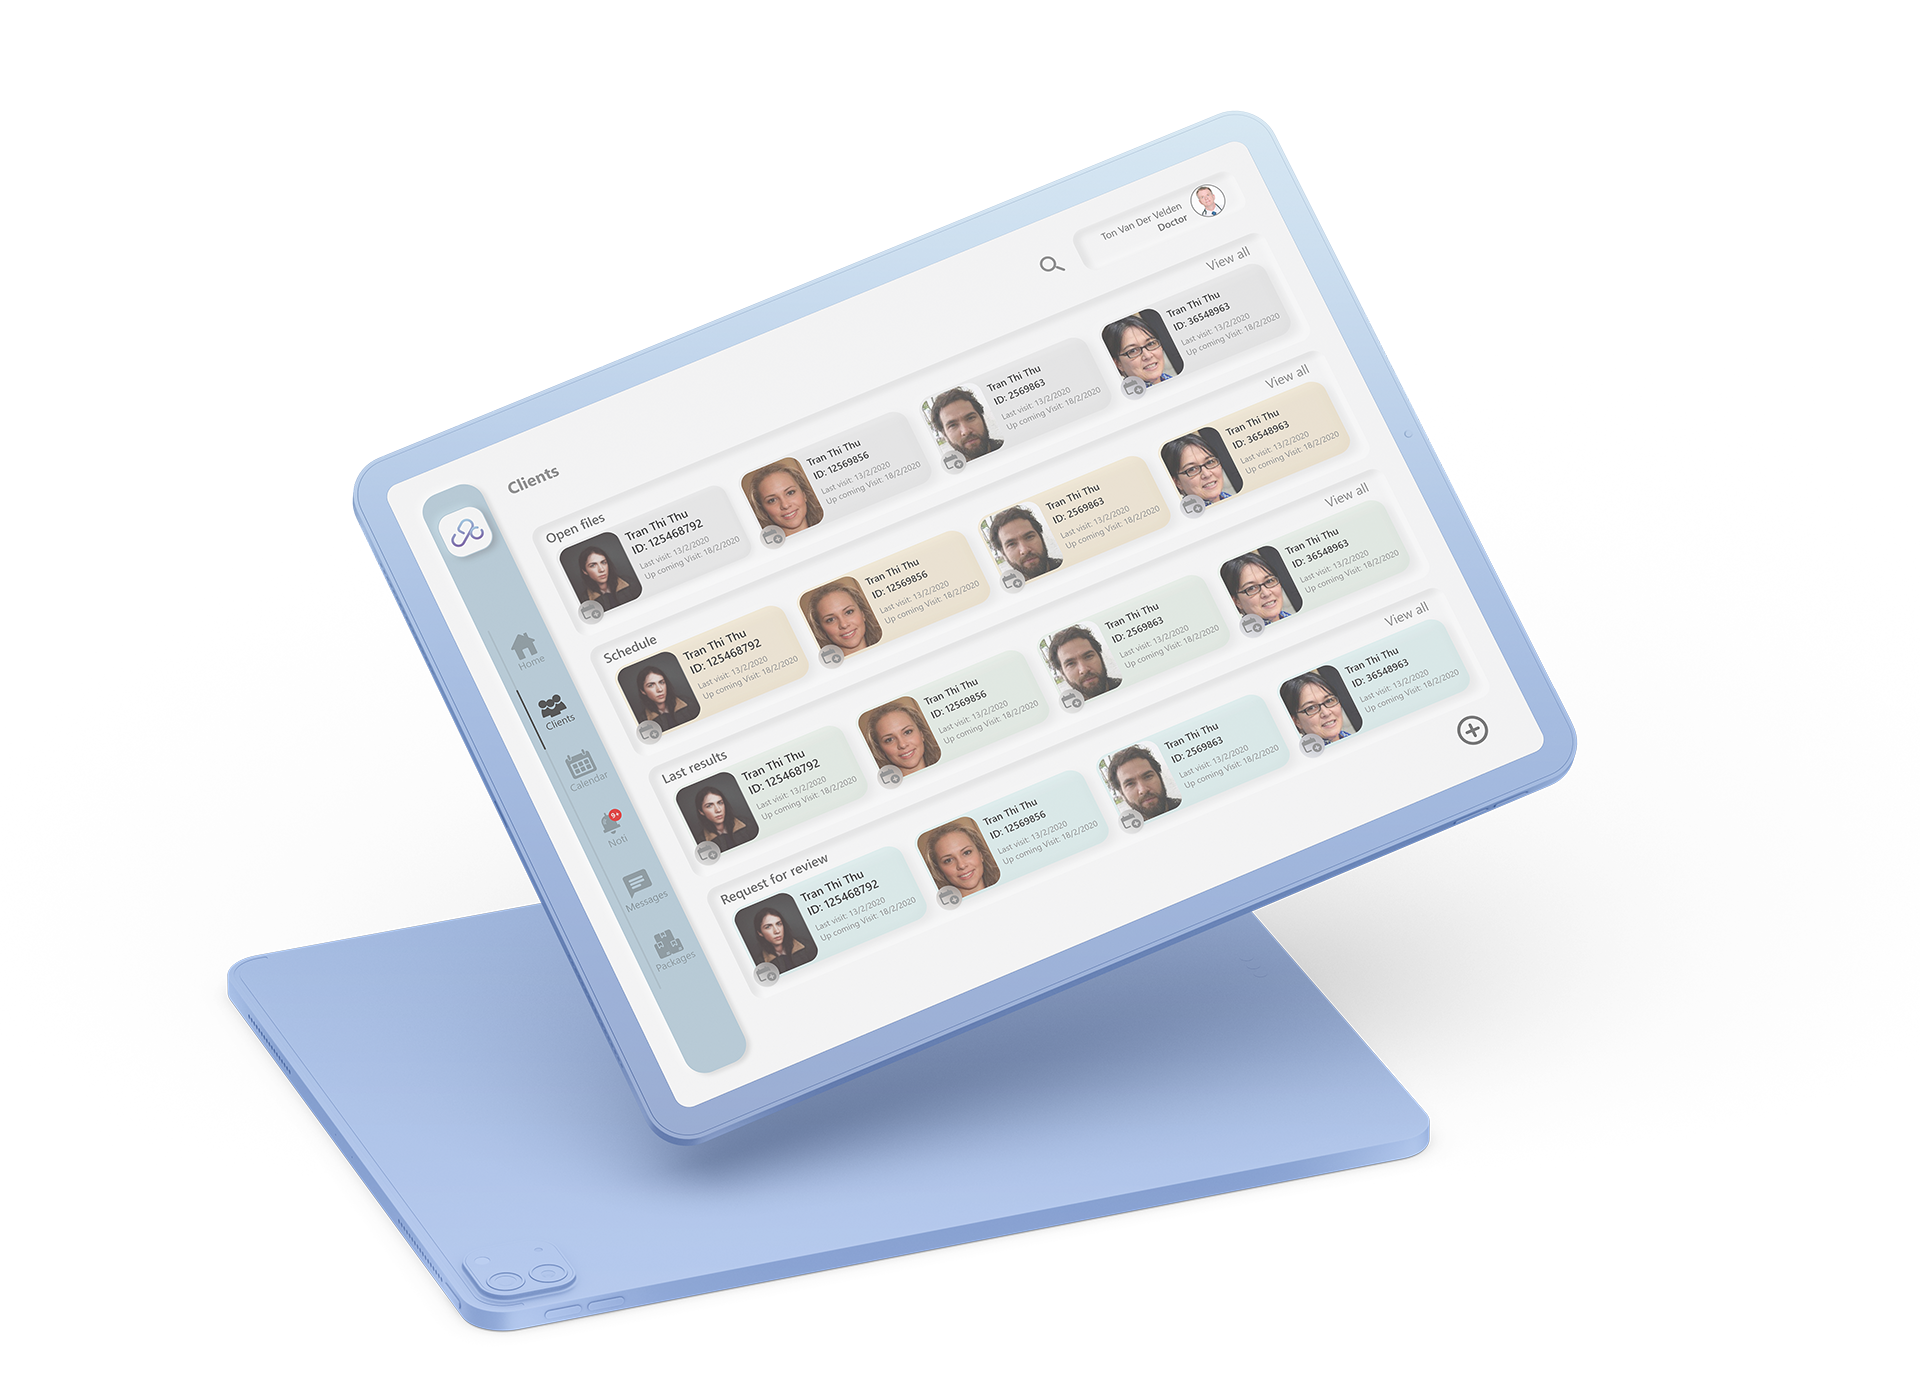 Ton Van Der Velden
Doctor
Clients
Home
Clients
Calendar
9+
Noti
Messages
Packages
Open files
View all
Tran Thi Thu
ID: 125468792
Last visit: 13/2/2020
Up coming Visit: 18/2/2020
Tran Thi Thu
ID: 12569856
Last visit: 13/2/2020
Up coming Visit: 18/2/2020
Tran Thi Thu
ID: 2569863
Last visit: 13/2/2020
Up coming Visit: 18/2/2020
Tran Thi Thu
ID: 36548963
Last visit: 13/2/2020
Up coming Visit: 18/2/2020
Schedule
View all
Tran Thi Thu
ID: 125468792
Last visit: 13/2/2020
Up coming Visit: 18/2/2020
Tran Thi Thu
ID: 12569856
Last visit: 13/2/2020
Up coming Visit: 18/2/2020
Tran Thi Thu
ID: 2569863
Last visit: 13/2/2020
Up coming Visit: 18/2/2020
Tran Thi Thu
ID: 36548963
Last visit: 13/2/2020
Up coming Visit: 18/2/2020
Last results
View all
Tran Thi Thu
ID: 125468792
Last visit: 13/2/2020
Up coming Visit: 18/2/2020
Tran Thi Thu
ID: 12569856
Last visit: 13/2/2020
Up coming Visit: 18/2/2020
Tran Thi Thu
ID: 2569863
Last visit: 13/2/2020
Up coming Visit: 18/2/2020
Tran Thi Thu
ID: 36548963
Last visit: 13/2/2020
Up coming Visit: 18/2/2020
Request for review
View all
Tran Thi Thu
ID: 125468792
Last visit: 13/2/2020
Up coming Visit: 18/2/2020
Tran Thi Thu
ID: 12569856
Last visit: 13/2/2020
Up coming Visit: 18/2/2020
Tran Thi Thu
ID: 2569863
Last visit: 13/2/2020
Up coming Visit: 18/2/2020
Tran Thi Thu
ID: 36548963
Last visit: 13/2/2020
Up coming Visit: 18/2/2020